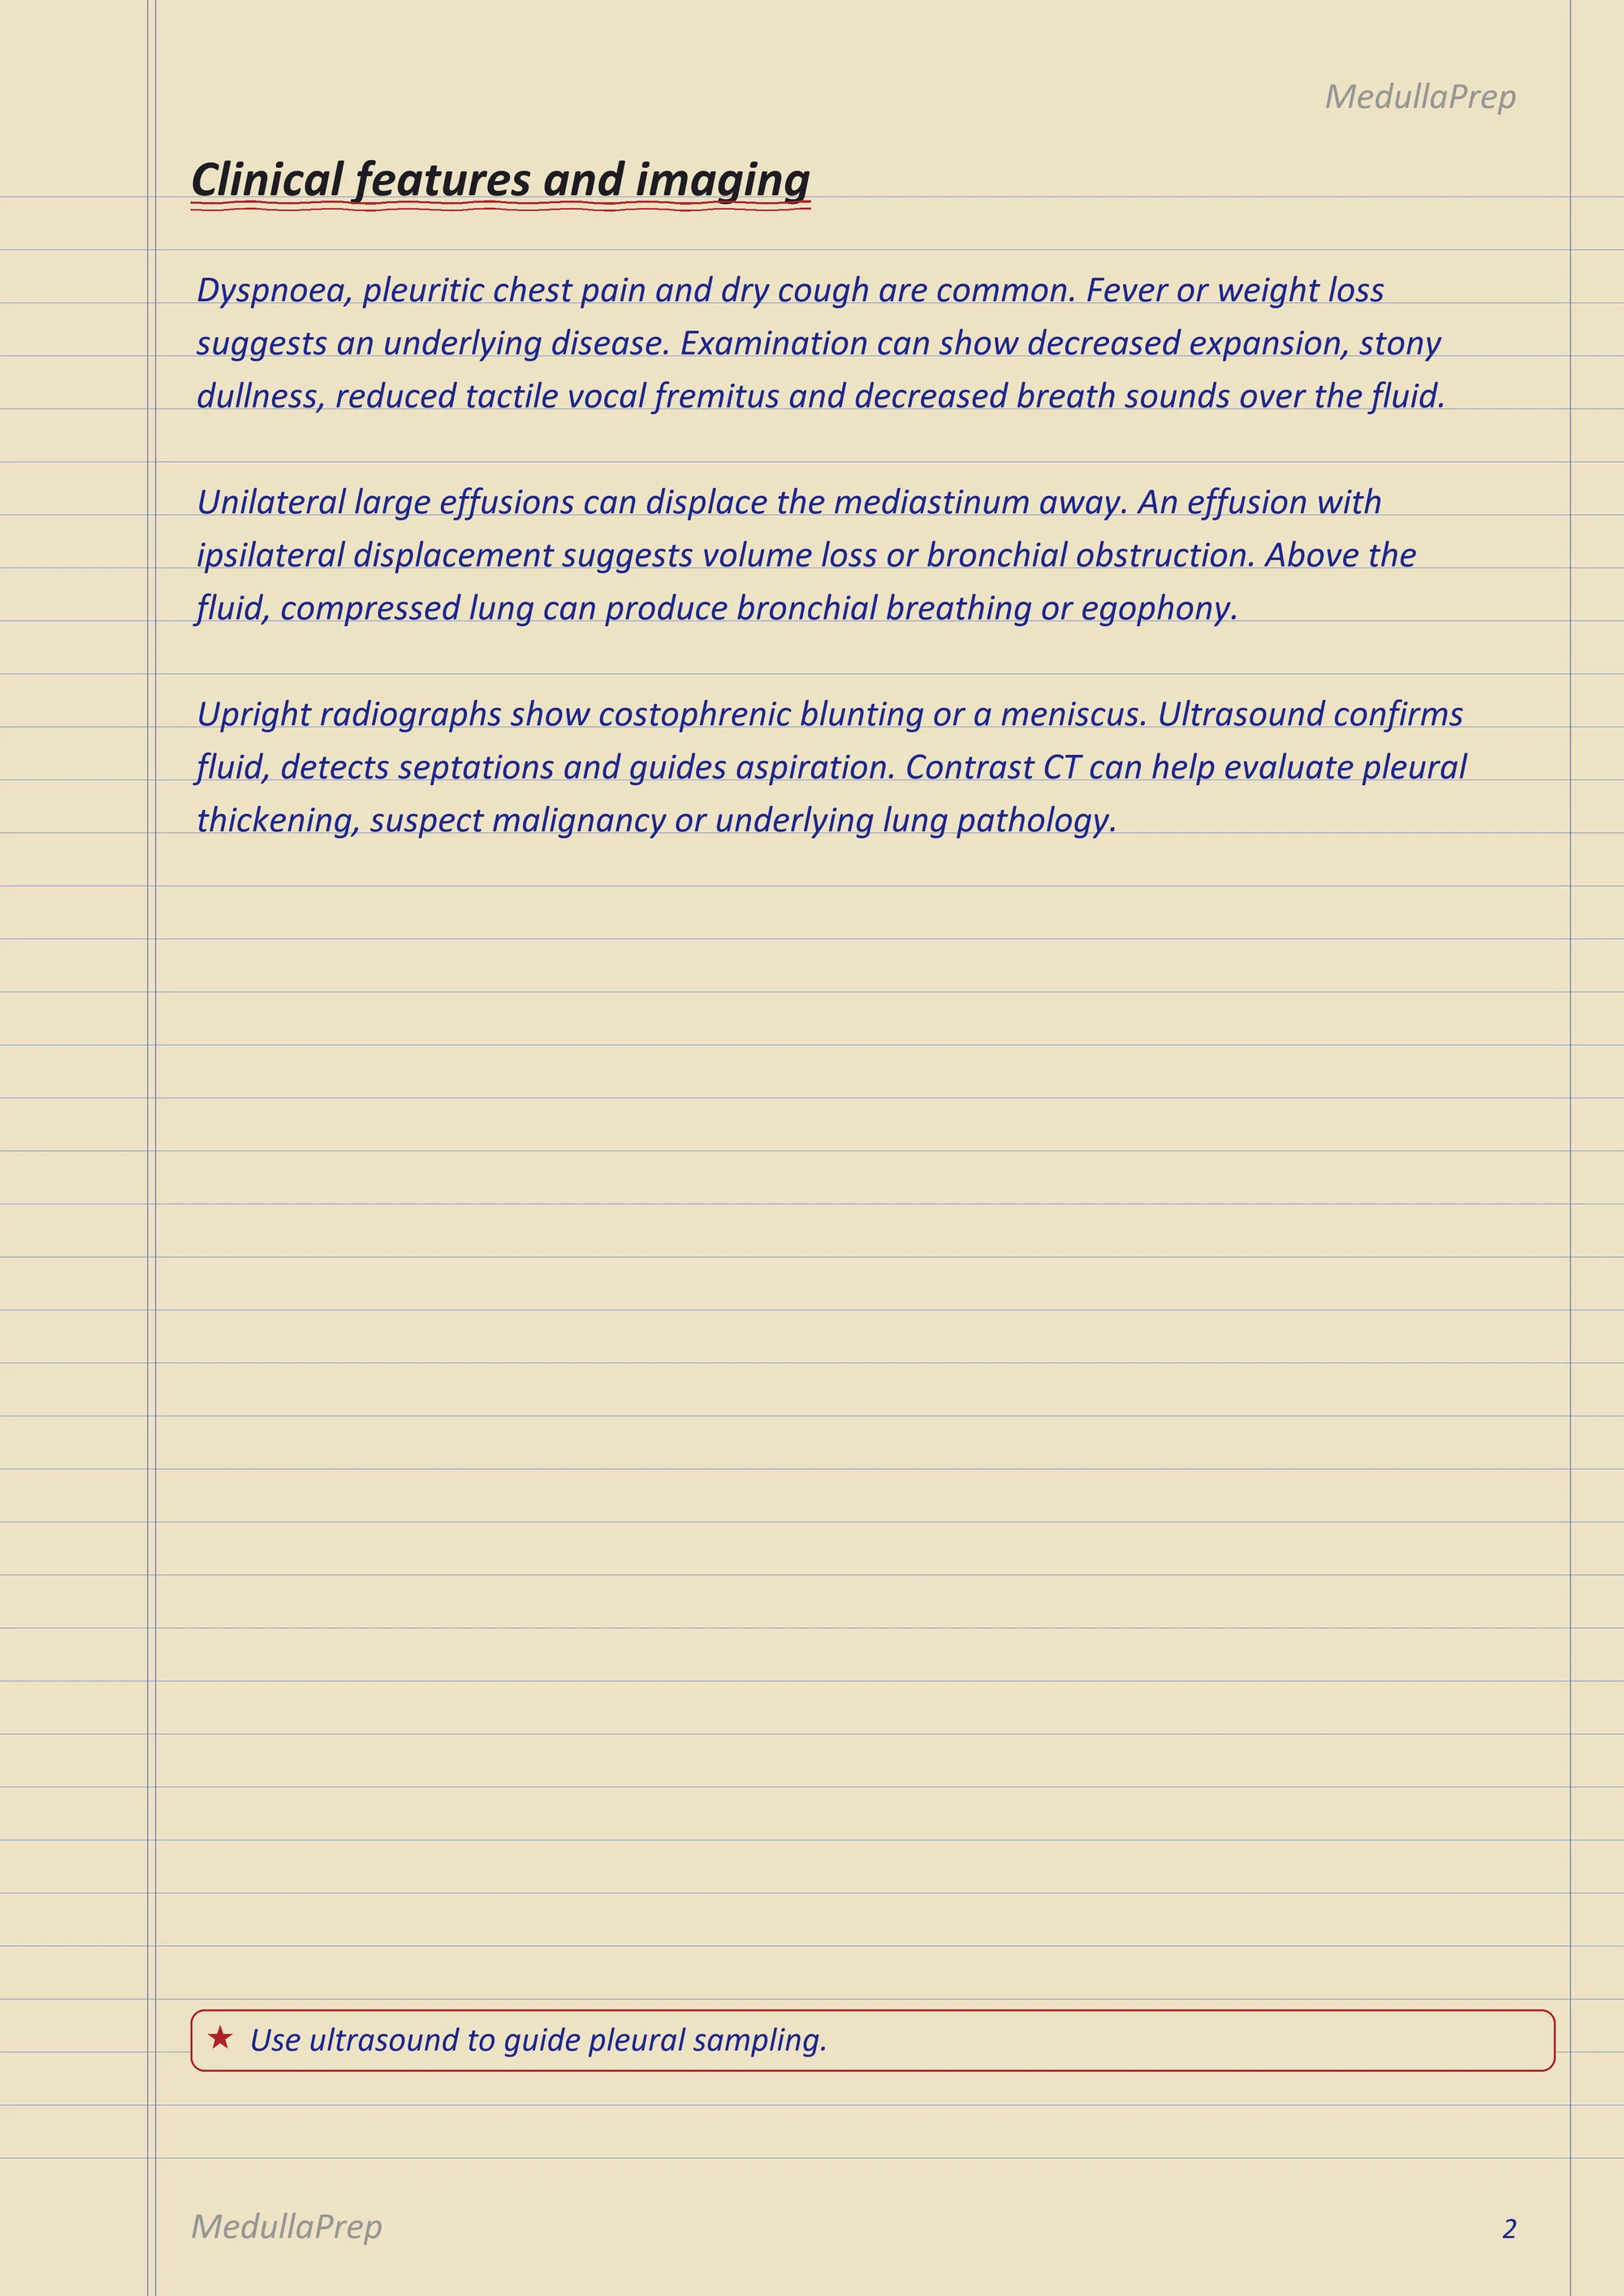 MedullaPrep
Clinical features and imaging
Dyspnoea, pleuritic chest pain and dry cough are common. Fever or weight loss
suggests an underlying disease. Examination can show decreased expansion, stony
dullness, reduced tactile vocal fremitus and decreased breath sounds over the fluid.
Unilateral large effusions can displace the mediastinum away. An effusion with
ipsilateral displacement suggests volume loss or bronchial obstruction. Above the
fluid, compressed lung can produce bronchial breathing or egophony.
Upright radiographs show costophrenic blunting or a meniscus. Ultrasound confirms
fluid, detects septations and guides aspiration. Contrast CT can help evaluate pleural
thickening, suspect malignancy or underlying lung pathology.
★ Use ultrasound to guide pleural sampling.
MedullaPrep
2